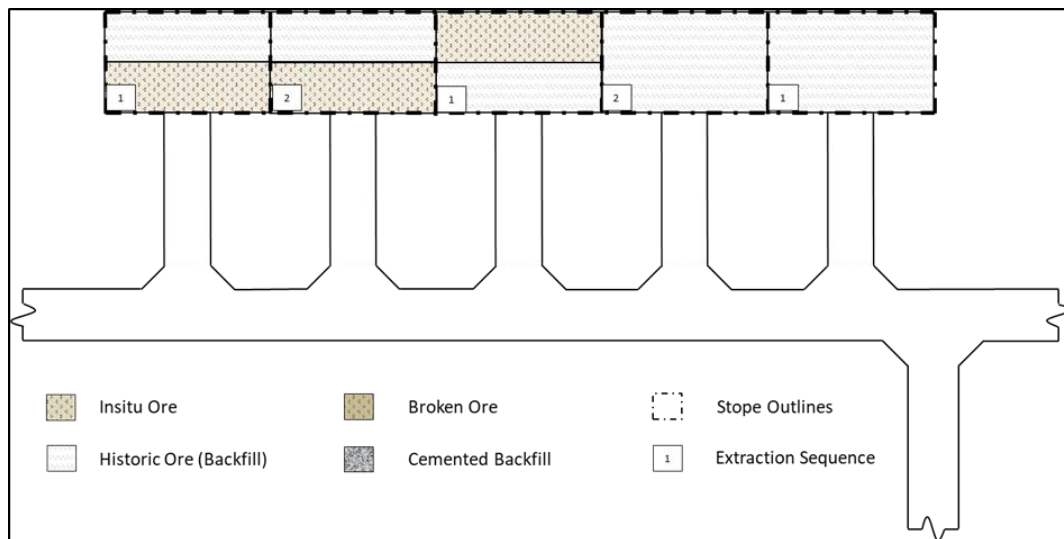 1 2 1 2 1
Insitu Ore Broken Ore Stope Outlines
Historic Ore (Backfill) Cemented Backfill 1 Extraction Sequence